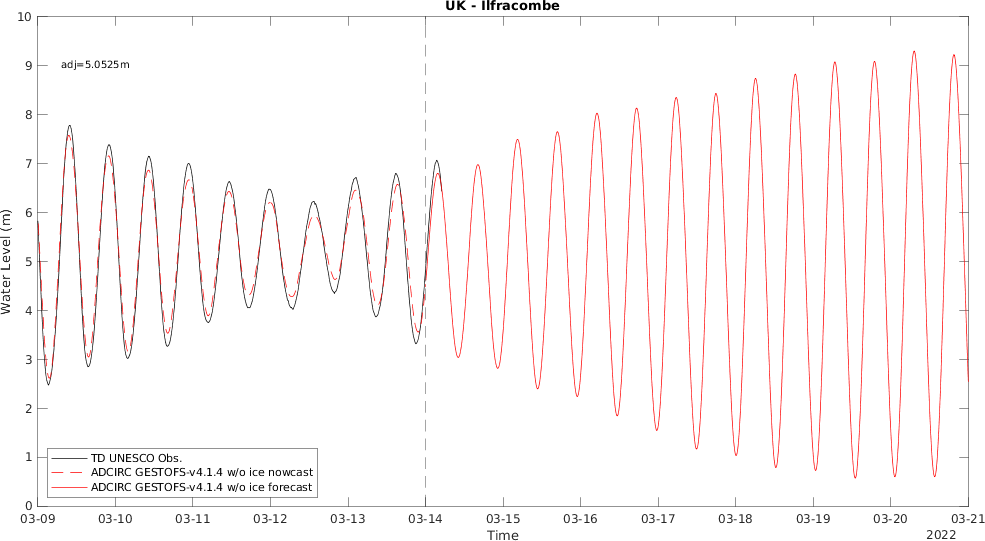 UK - Ilfracombe
10
9
8
7
6
5
4
3
2
1
0
Water Level (m)
adj=5.0525m
TD UNESCO Obs.
ADCIRC GESTOFS-v4.1.4 w/o ice nowcast
ADCIRC GESTOFS-v4.1.4 w/o ice forecast
03-09 03-10 03-11 03-12 03-13 03-14 03-15 03-16 03-17 03-18 03-19 03-20 03-21
Time
2022